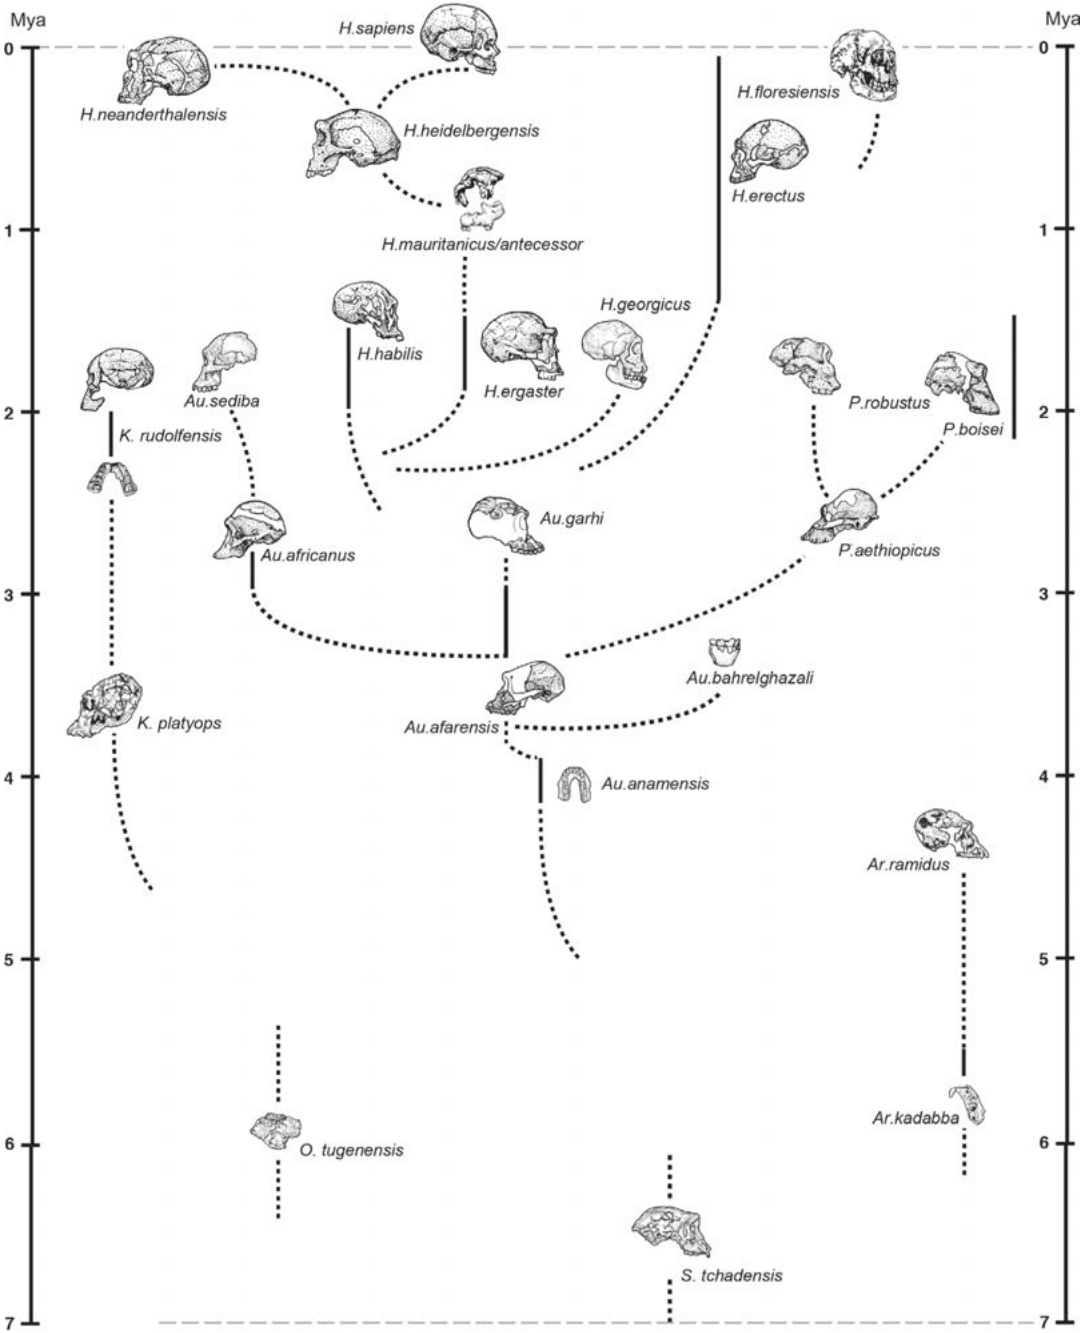 Mya
Mya
H.sapiens
0
0
H.floresiensis
H.neanderthalensis
H.heidelbergensis
H.erectus
1
1
H.mauritanicus/antecessor
H.georgicus
H.habilis
H.ergaster
Au.sediba
P.robustus
2
2
P.boisei
K. rudolfensis
Au.garhi
Au.africanus
P.aethiopicus
3
3
Au.bahrelghazali
K. platyops
Au.afarensis
4
4
Au.anamensis
Ar.ramidus
5
5
Ar.kadabba
6
6
O. tugenensis
S. tchadensis
7
7